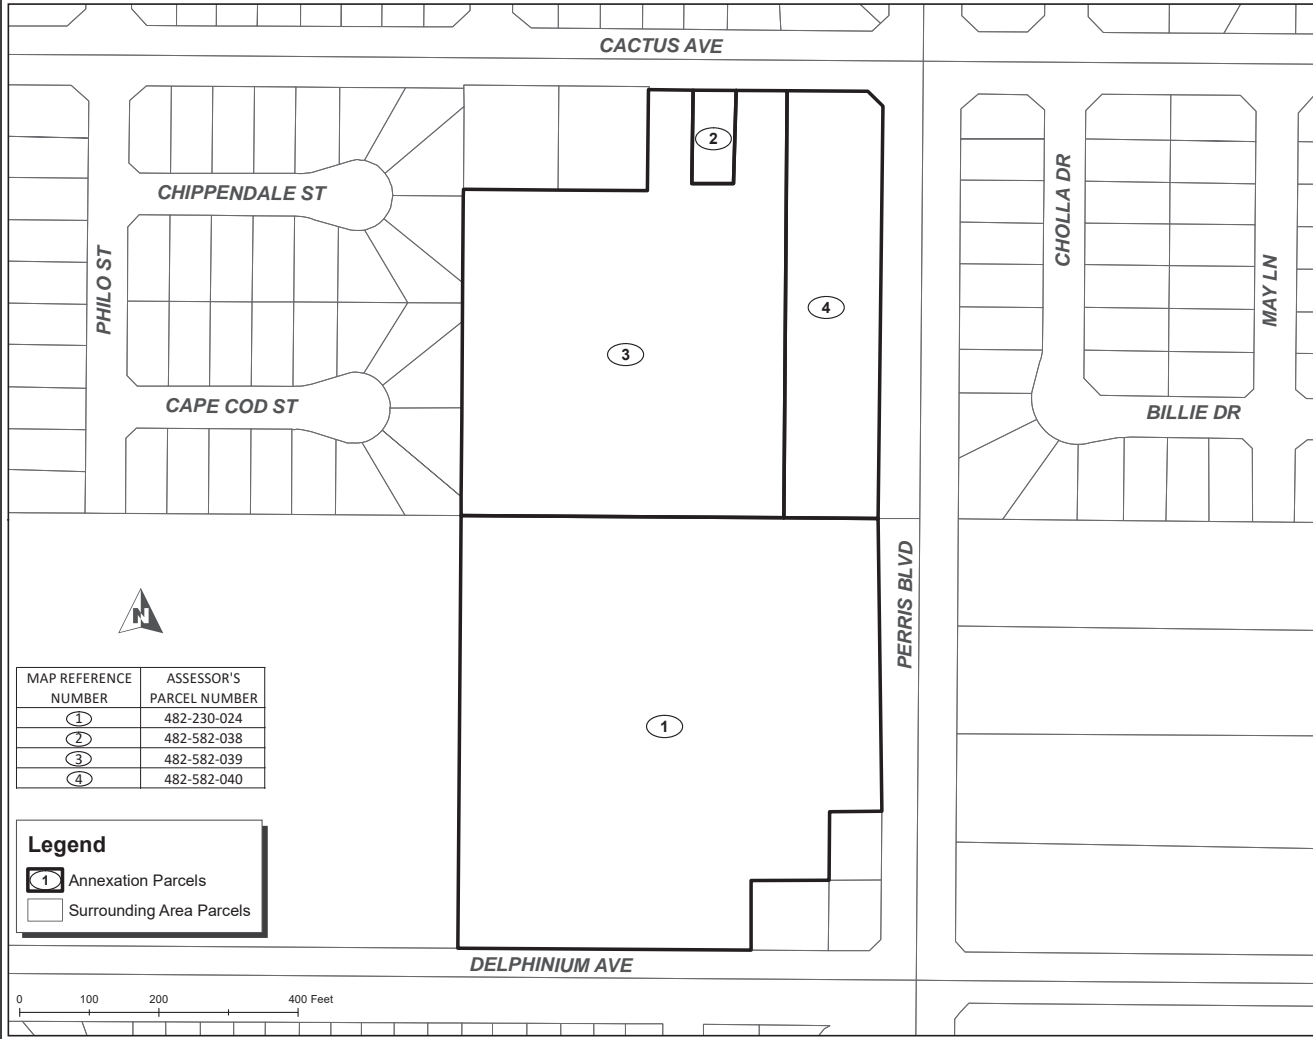 CACTUS AVE
2
CHIPPENDALE ST
CHOLLA DR
PHILO ST
MAY LN
4
3
CAPE COD ST
BILLIE DR
PERRIS BLVD
N
MAP REFERENCE NUMBER
ASSESSOR'S PARCEL NUMBER
1 482-230-024
2 482-582-038
3 482-582-039
4 482-582-040
1
Legend
1 Annexation Parcels
Surrounding Area Parcels
DELPHINIUM AVE
0 100 200 400 Feet